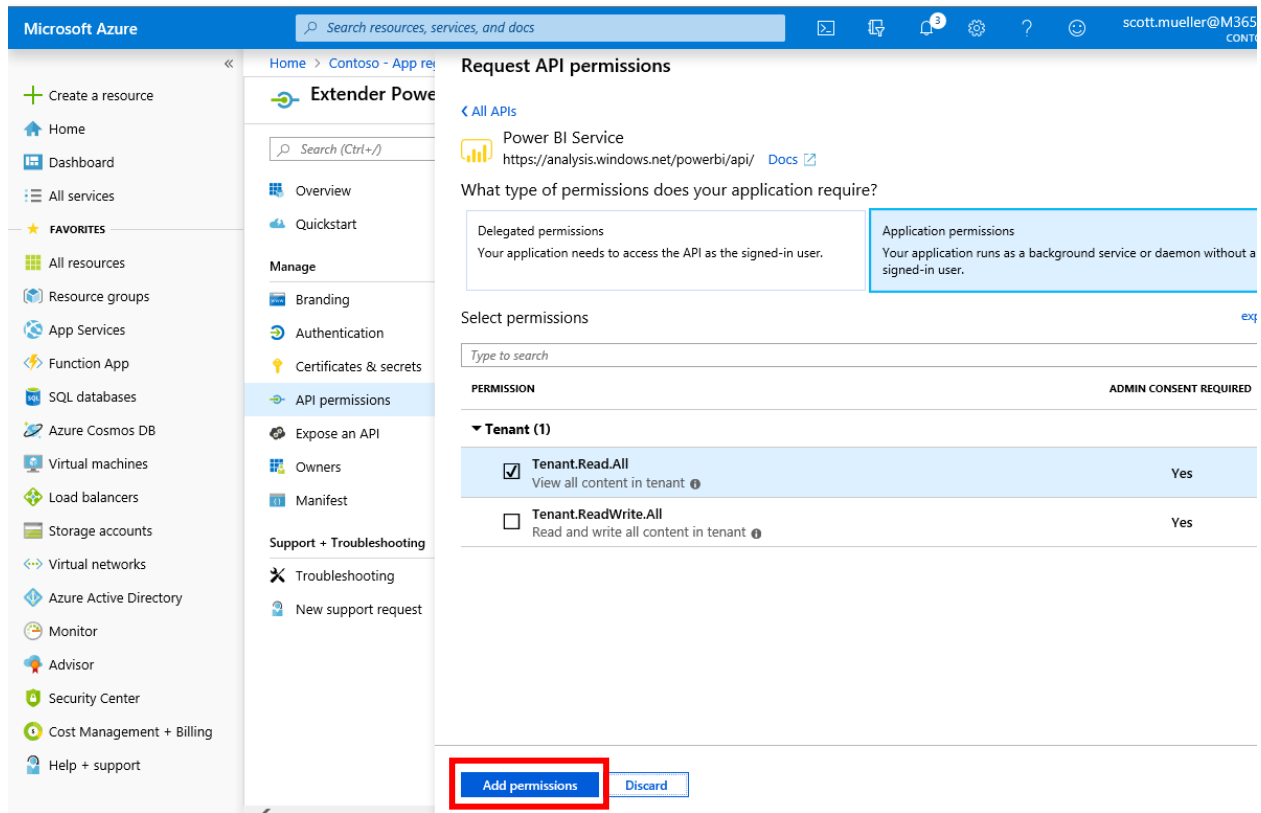 Microsoft Azure
Search resources, services, and docs
3
scott.mueller@M365
CONTO
«
Create a resource
Home
Dashboard
All services
FAVORITES
All resources
Resource groups
App Services
Function App
SQL databases
Azure Cosmos DB
Virtual machines
Load balancers
Storage accounts
Virtual networks
Azure Active Directory
Monitor
Advisor
Security Center
Cost Management + Billing
Help + support
Home > Contoso - App re
Extender Powe
Search (Ctrl+/)
Overview
Quickstart
Manage
Branding
Authentication
Certificates & secrets
API permissions
Expose an API
Owners
Manifest
Support + Troubleshooting
Troubleshooting
New support request
Request API permissions
All APIs
Power BI Service
https://analysis.windows.net/powerbi/api/ Docs
What type of permissions does your application require?
Delegated permissions
Your application needs to access the API as the signed-in user.
Application permissions
Your application runs as a background service or daemon without a
signed-in user.
Select permissions
exp
Type to search
PERMISSION
ADMIN CONSENT REQUIRED
Tenant (1)
Tenant.Read.All
View all content in tenant
Yes
Tenant.ReadWrite.All
Read and write all content in tenant
Yes
Add permissions
Discard